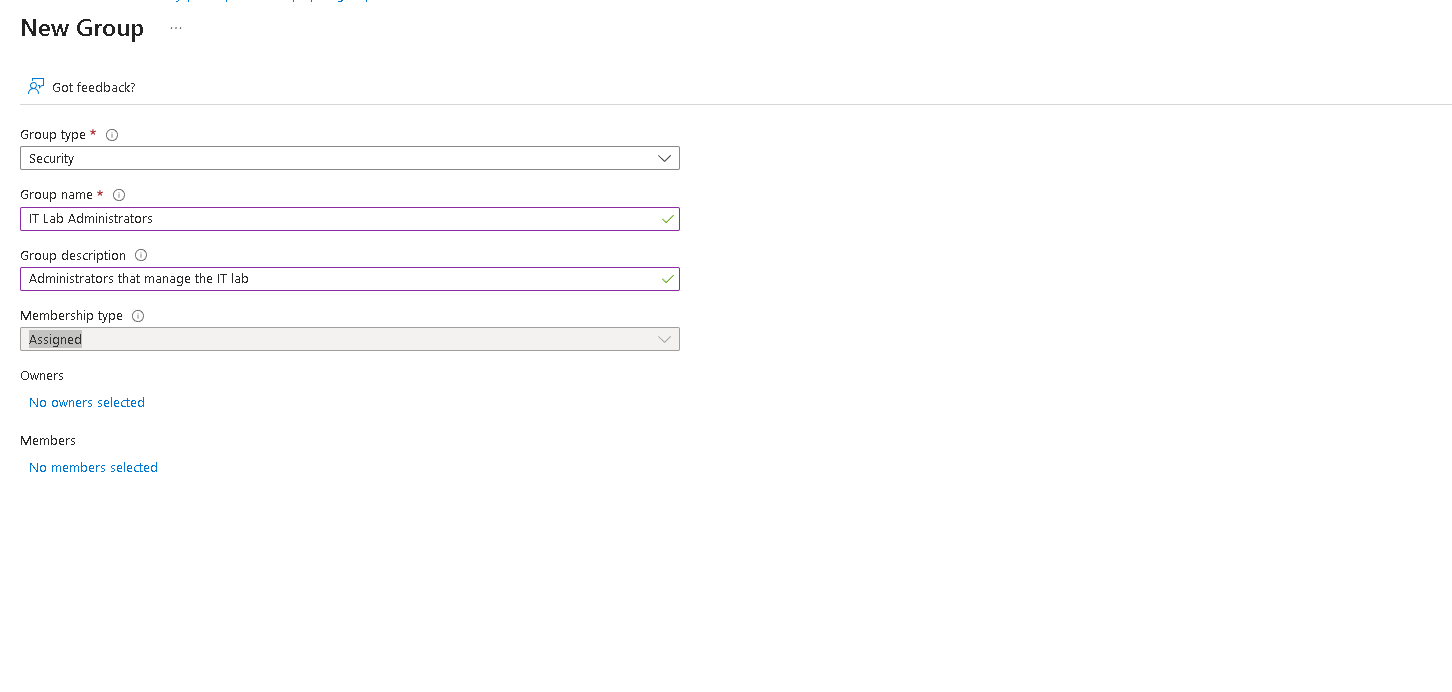 New Group
...
Got feedback?
Group type *
Security
Group name *
IT Lab Administrators
Group description
Administrators that manage the IT lab
Membership type
Assigned
Owners
No owners selected
Members
No members selected